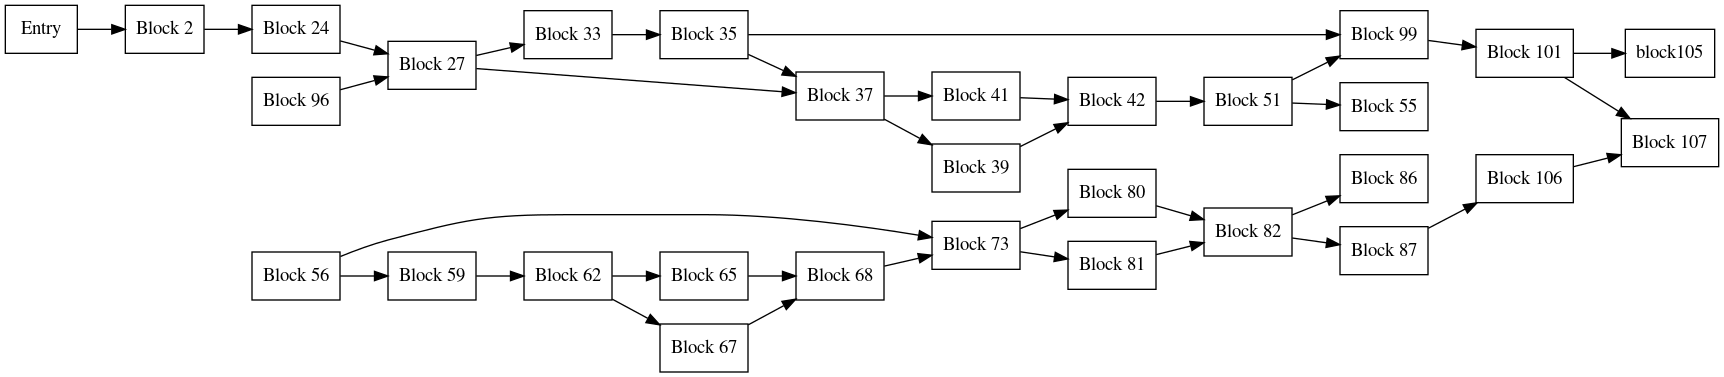 Entry
Block 2
Block 24
Block 96
Block 27
Block 33
Block 35
Block 37
Block 41
Block 39
Block 42
Block 51
Block 99
Block 55
Block 101
block105
Block 107
Block 106
Block 86
Block 87
Block 80
Block 82
Block 81
Block 73
Block 56
Block 59
Block 62
Block 65
Block 68
Block 67